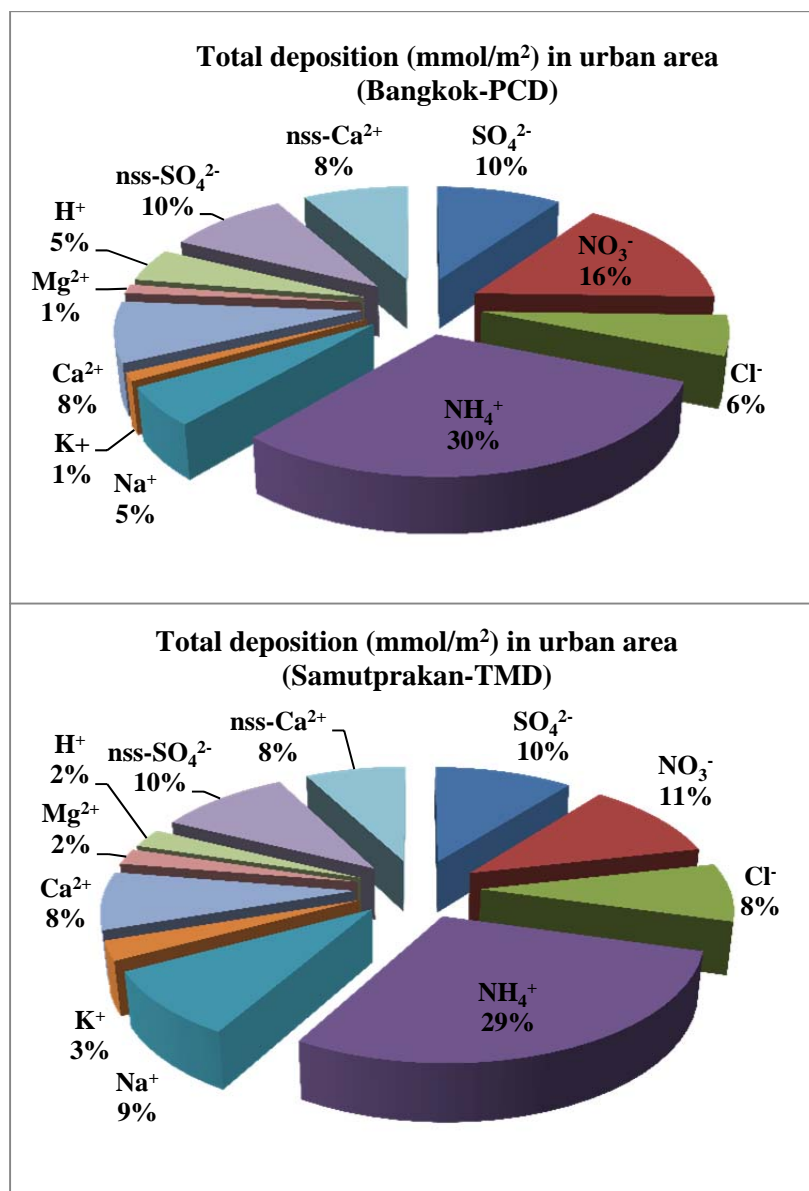 Total deposition (mmol/m²) in urban area
(Bangkok-PCD)
nss-Ca²⁺
8%
SO₄²⁻
10%
nss-SO₄²⁻
10%
H⁺
5%
NO₃⁻
16%
Mg²⁺
1%
Ca²⁺
8%
Cl⁻
6%
NH₄⁺
30%
K+
1%
Na⁺
5%
Total deposition (mmol/m²) in urban area
(Samutprakan-TMD)
nss-Ca²⁺
8%
SO₄²⁻
10%
nss-SO₄²⁻
10%
H⁺
2%
NO₃⁻
11%
Mg²⁺
2%
Ca²⁺
8%
Cl⁻
8%
NH₄⁺
29%
K⁺
3%
Na⁺
9%